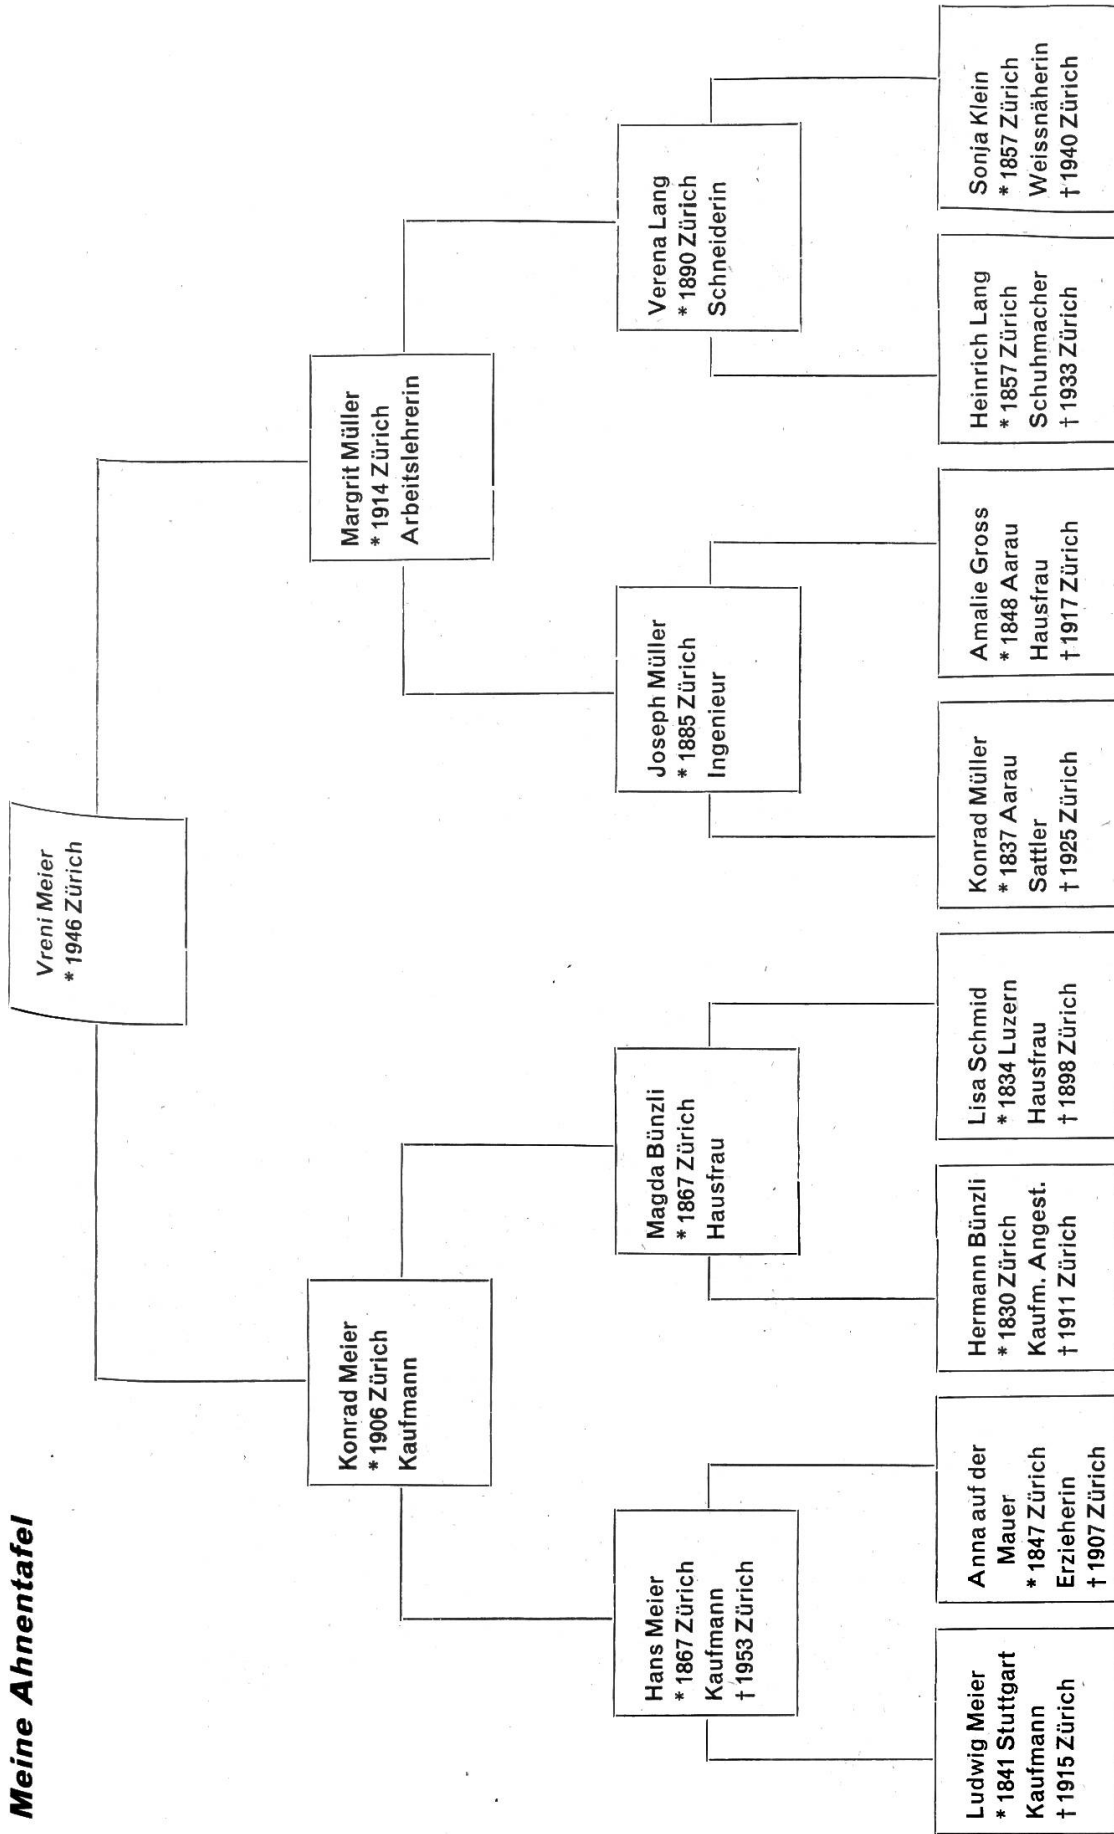 Meine Ahnentafel
Vreni Meier
* 1946 Zürich
Konrad Meier
* 1906 Zürich
Kaufmann
Margrit Müller
* 1914 Zürich
Arbeitslehrerin
Hans Meier
* 1867 Zürich
Kaufmann
† 1953 Zürich
Magda Bünzli
* 1867 Zürich
Hausfrau
Joseph Müller
* 1885 Zürich
Ingenieur
Verena Lang
* 1890 Zürich
Schneiderin
Ludwig Meier
* 1841 Stuttgart
Kaufmann
† 1915 Zürich
Anna auf der
Mauer
* 1847 Zürich
Erzieherin
† 1907 Zürich
Hermann Bünzli
* 1830 Zürich
Kaufm. Angest.
† 1911 Zürich
Lisa Schmid
* 1834 Luzern
Hausfrau
† 1898 Zürich
Konrad Müller
* 1837 Aarau
Sattler
† 1925 Zürich
Amalie Gross
* 1848 Aarau
Hausfrau
† 1917 Zürich
Heinrich Lang
* 1857 Zürich
Schuhmacher
† 1933 Zürich
Sonja Klein
* 1857 Zürich
Weissnäherin
† 1940 Zürich